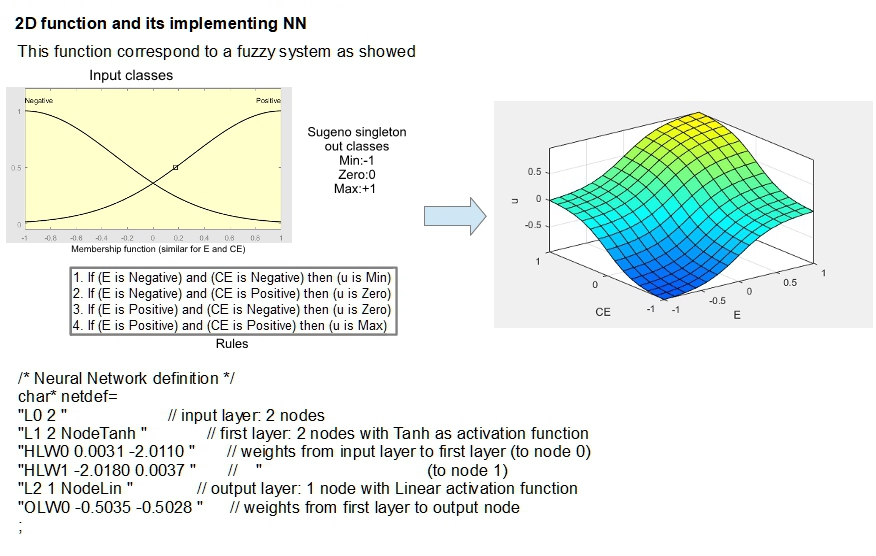 2D function and its implementing NN
This function correspond to a fuzzy system as showed
Input classes
Negative
Positive
1
0.5
0
-1 -0.8 -0.6 -0.4 -0.2 0 0.2 0.4 0.6 0.8 1
Membership function (similar for E and CE)
Sugeno singleton
out classes
Min:-1
Zero:0
Max:+1
1. If (E is Negative) and (CE is Negative) then (u is Min)
2. If (E is Negative) and (CE is Positive) then (u is Zero)
3. If (E is Positive) and (CE is Negative) then (u is Zero)
4. If (E is Positive) and (CE is Positive) then (u is Max)
Rules
u
0.5
0
-0.5
1
0
-1
CE
-1
-0.5
0
0.5
1
E
/* Neural Network definition */
char* netdef=
"L0 2 " // input layer: 2 nodes
"L1 2 NodeTanh " // first layer: 2 nodes with Tanh as activation function
"HLW0 0.0031 -2.0110 " // weights from input layer to first layer (to node 0)
"HLW1 -2.0180 0.0037 " // " (to node 1)
"L2 1 NodeLin " // output layer: 1 node with Linear activation function
"OLW0 -0.5035 -0.5028 " // weights from first layer to output node
;